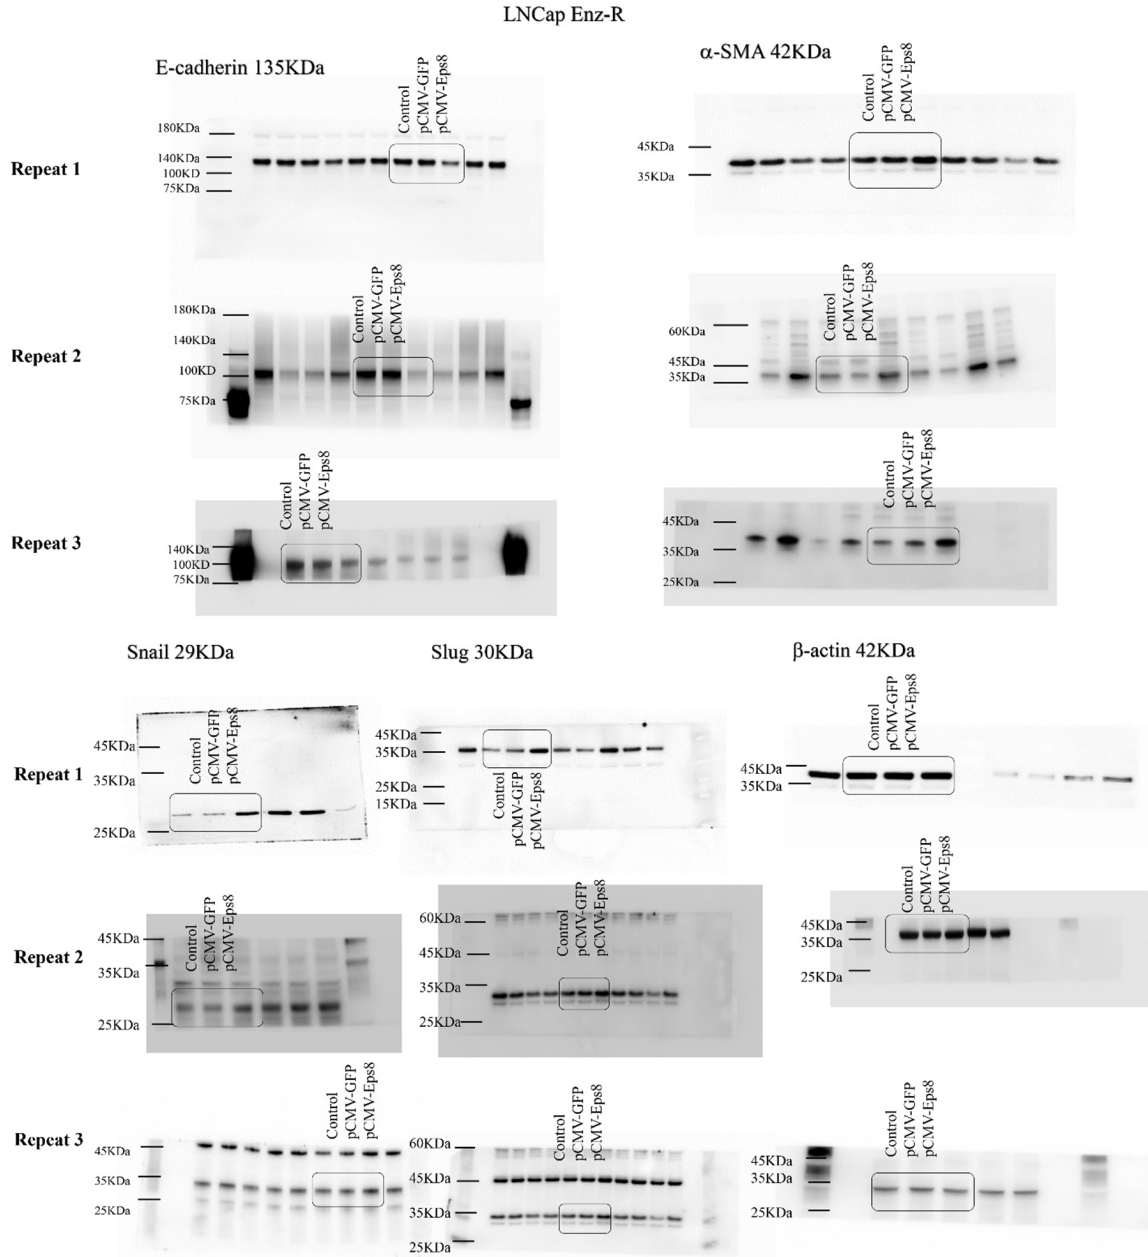 LNCap Enz-R
E-cadherin 135KDa
α-SMA 42KDa
Repeat 1
180KDa
140KDa
100KD
75KDa
Control
pCMV-GFP
pCMV-Eps8
45KDa
35KDa
Control
pCMV-GFP
pCMV-Eps8
Repeat 2
180KDa
140KDa
100KD
75KDa
Control
pCMV-GFP
pCMV-Eps8
60KDa
45KDa
35KDa
Control
pCMV-GFP
pCMV-Eps8
Repeat 3
140KDa
100KD
75KDa
Control
pCMV-GFP
pCMV-Eps8
45KDa
35KDa
25KDa
Control
pCMV-GFP
pCMV-Eps8
Snail 29KDa
Slug 30KDa
β-actin 42KDa
Repeat 1
45KDa
35KDa
25KDa
Control
pCMV-GFP
pCMV-Eps8
45KDa
35KDa
25KDa
15KDa
Control
pCMV-GFP
pCMV-Eps8
45KDa
35KDa
Control
pCMV-GFP
pCMV-Eps8
Repeat 2
45KDa
35KDa
25KDa
Control
pCMV-GFP
pCMV-Eps8
60KDa
45KDa
35KDa
25KDa
Control
pCMV-GFP
pCMV-Eps8
45KDa
35KDa
25KDa
Control
pCMV-GFP
pCMV-Eps8
Repeat 3
45KDa
35KDa
25KDa
Control
pCMV-GFP
pCMV-Eps8
60KDa
45KDa
35KDa
25KDa
Control
pCMV-GFP
pCMV-Eps8
45KDa
35KDa
25KDa
Control
pCMV-GFP
pCMV-Eps8